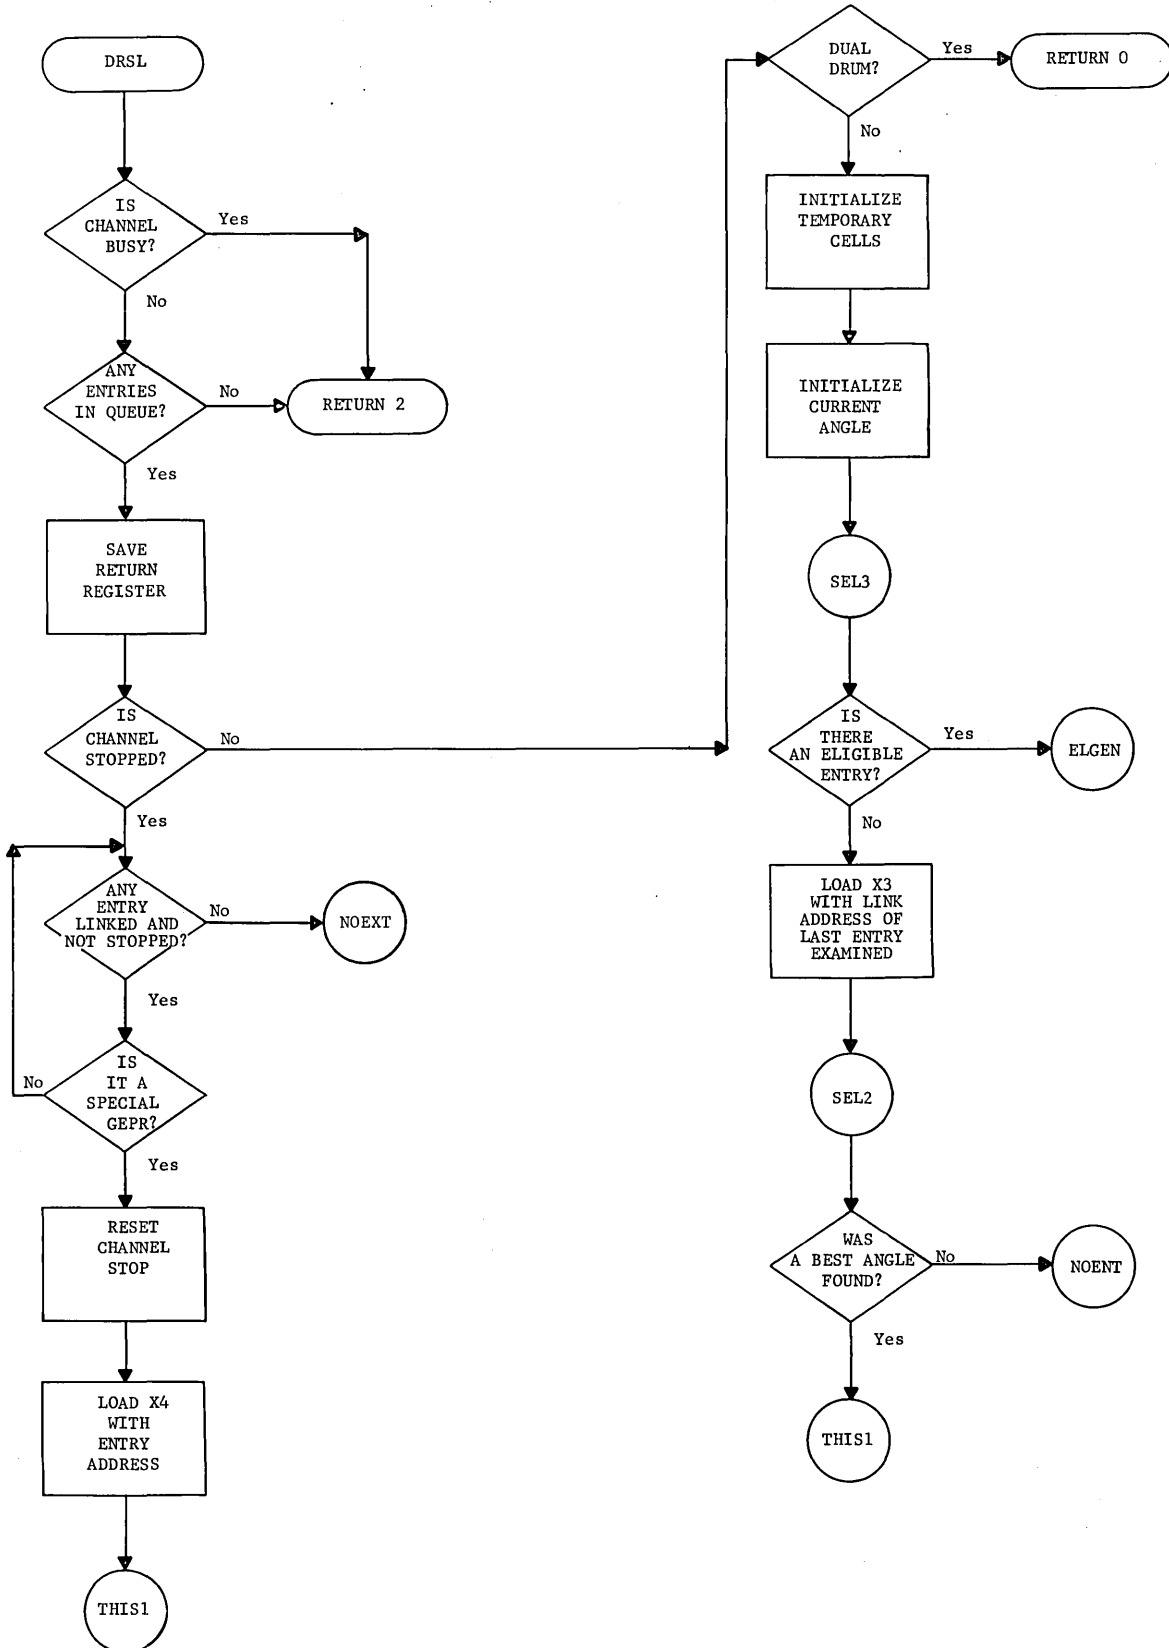 DRSL
IS
CHANNEL
BUSY?
Yes
No
ANY
ENTRIES
IN QUEUE?
No
RETURN 2
Yes
SAVE
RETURN
REGISTER
IS
CHANNEL
STOPPED?
No
Yes
ANY
ENTRY
LINKED AND
NOT STOPPED?
No
NOEXT
Yes
IS
IT A
SPECIAL
GEPR?
No
Yes
RESET
CHANNEL
STOP
LOAD X4
WITH
ENTRY
ADDRESS
THIS1
DUAL
DRUM?
Yes
RETURN 0
No
INITIALIZE
TEMPORARY
CELLS
INITIALIZE
CURRENT
ANGLE
SEL3
IS
THERE
AN ELIGIBLE
ENTRY?
Yes
ELGEN
No
LOAD X3
WITH LINK
ADDRESS OF
LAST ENTRY
EXAMINED
SEL2
WAS
A BEST ANGLE
FOUND?
No
NOENT
Yes
THIS1